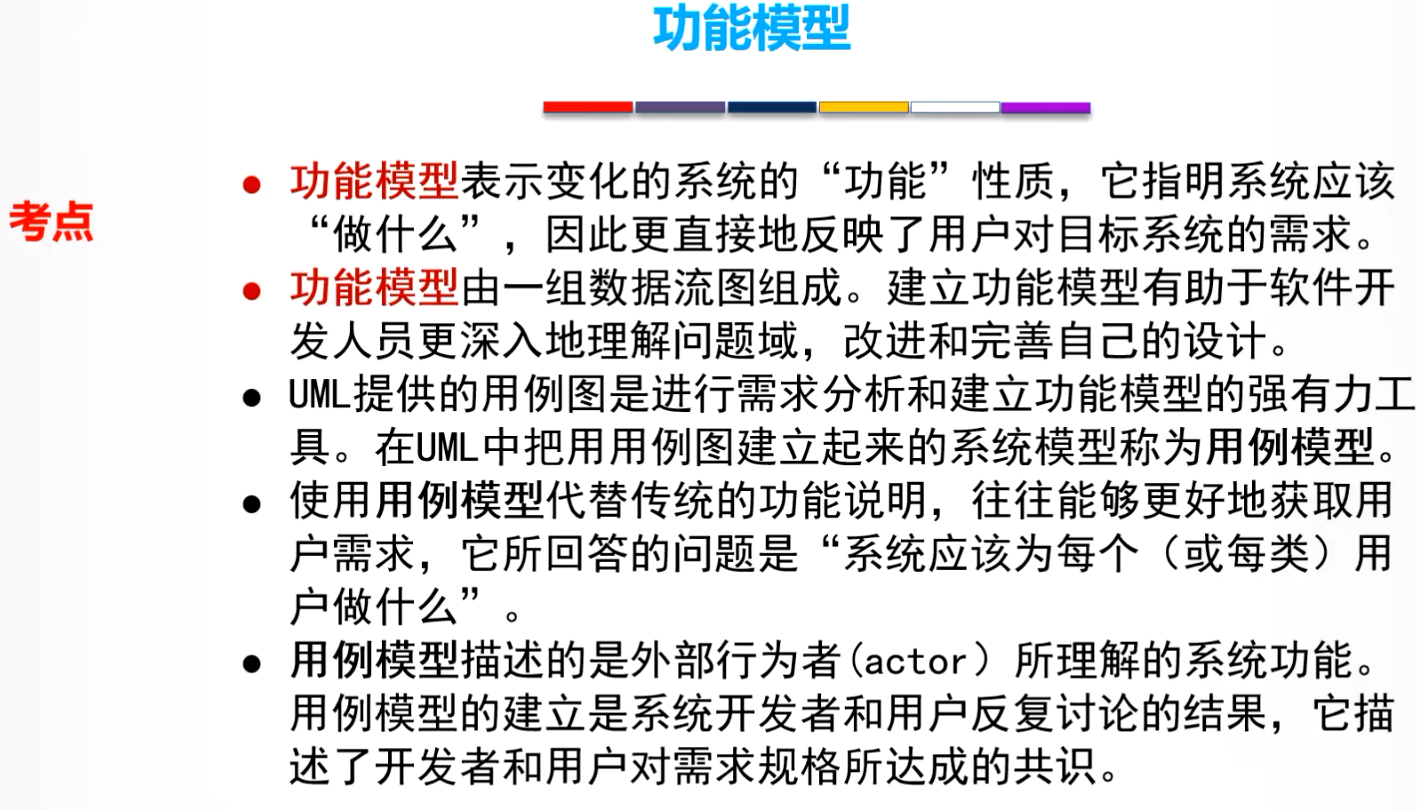 功能模型
考点
● 功能模型表示变化的系统的“功能”性质，它指明系统应该
“做什么”，因此更直接地反映了用户对目标系统的需求。
● 功能模型由一组数据流图组成。建立功能模型有助于软件开
发人员更深入地理解问题域，改进和完善自己的设计。
● UML提供的用例图是进行需求分析和建立功能模型的强有力工
具。在UML中把用用例图建立起来的系统模型称为用例模型。
● 使用用例模型代替传统的功能说明，往往能够更好地获取用
户需求，它所回答的问题是“系统应该为每个（或每类）用
户做什么”。
● 用例模型描述的是外部行为者(actor）所理解的系统功能。
用例模型的建立是系统开发者和用户反复讨论的结果，它描
述了开发者和用户对需求规格所达成的共识。